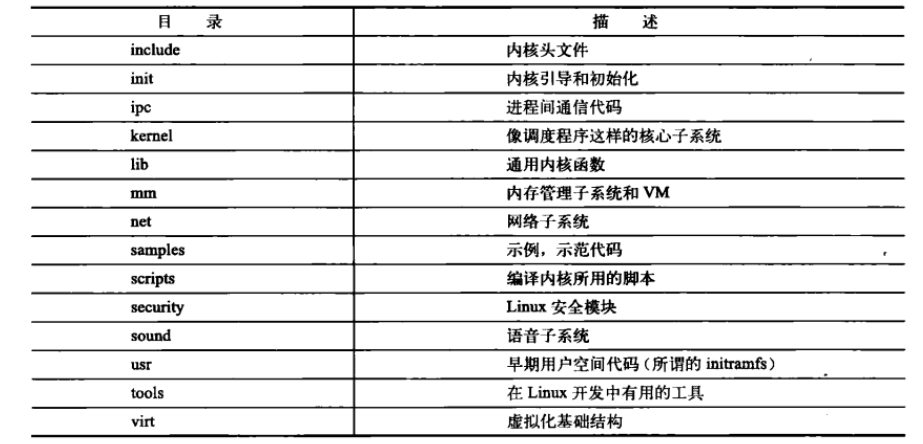 目 录 描 述
include 内核头文件
init 内核引导和初始化
ipc 进程间通信代码
kernel 像调度程序这样的核心子系统
lib 通用内核函数
mm 内存管理子系统和 VM
net 网络子系统
samples 示例，示范代码
scripts 编译内核所用的脚本
security Linux 安全模块
sound 语音子系统
usr 早期用户空间代码（所谓的 initramfs）
tools 在 Linux 开发中有用的工具
virt 虚拟化基础结构